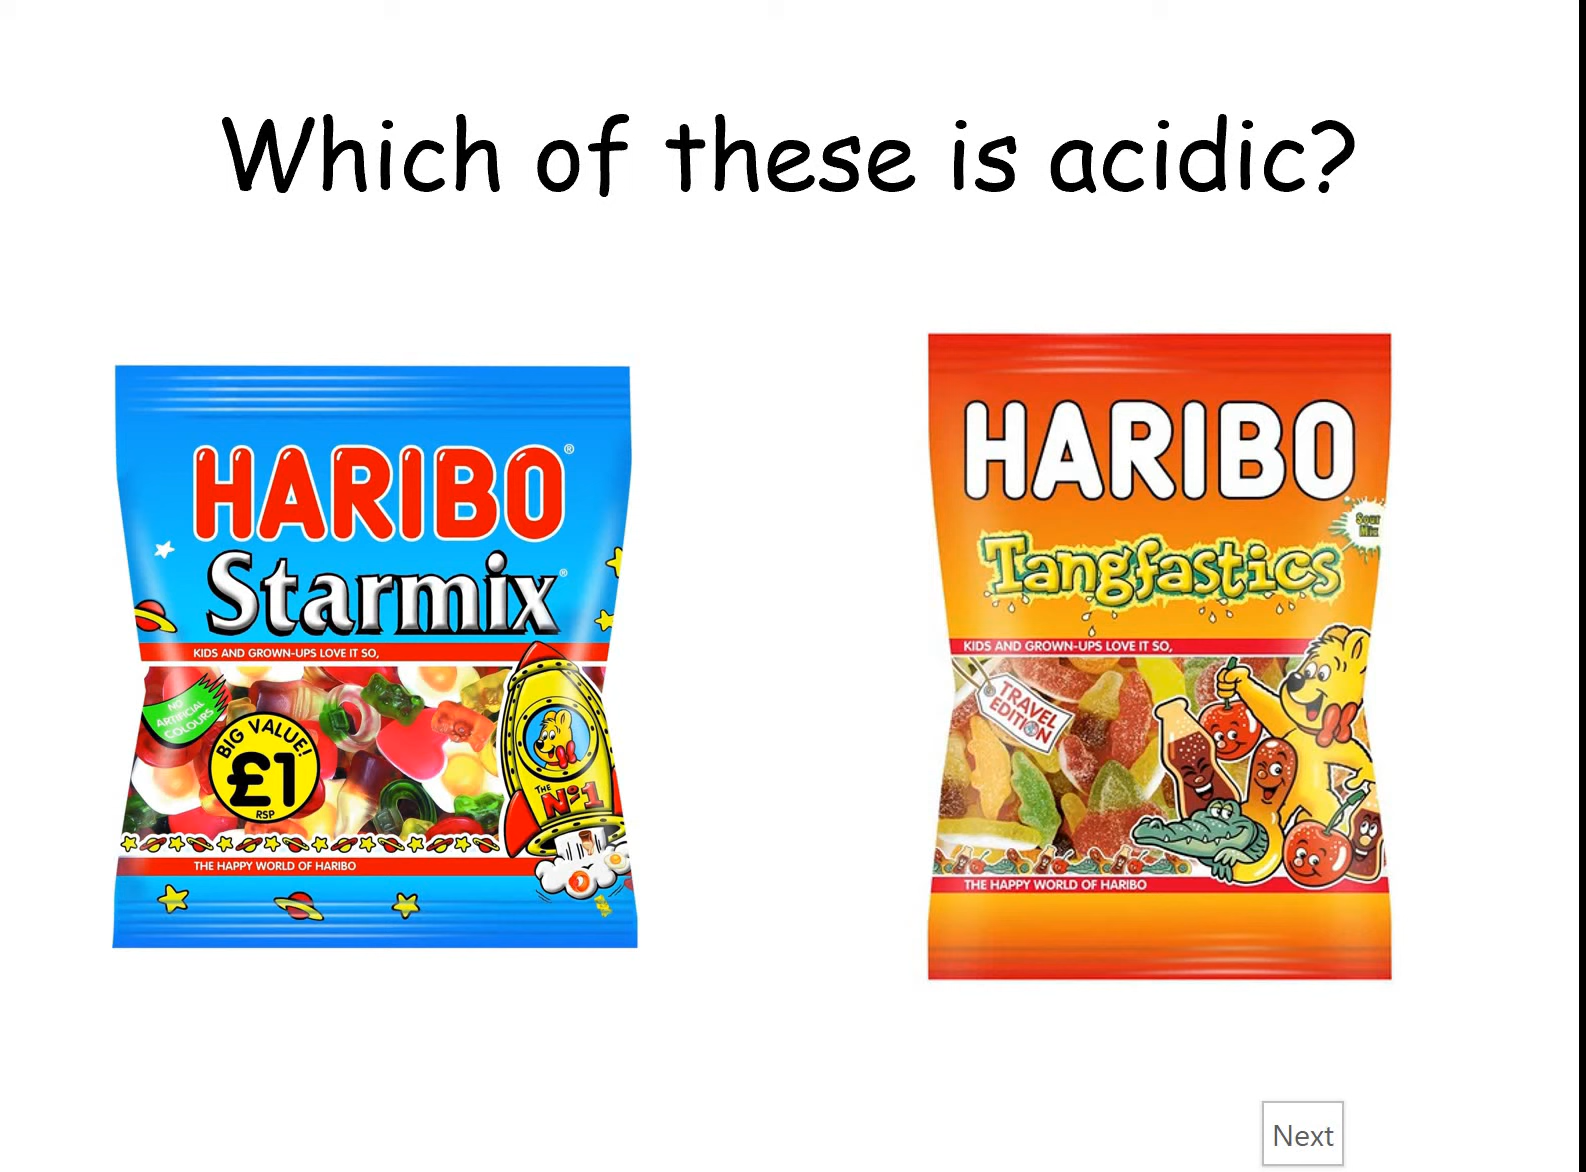 Which of these is acidic?
HARIBO®
Starmix®
KIDS AND GROWN-UPS LOVE IT SO,
NO
ARTIFICIAL
COLOURS
BIG VALUE!
£1
RSP
THE
Nº1
THE HAPPY WORLD OF HARIBO
HARIBO
Sour
Mix
Tangfastics
KIDS AND GROWN-UPS LOVE IT SO,
TRAVEL
EDITION
THE HAPPY WORLD OF HARIBO
Next